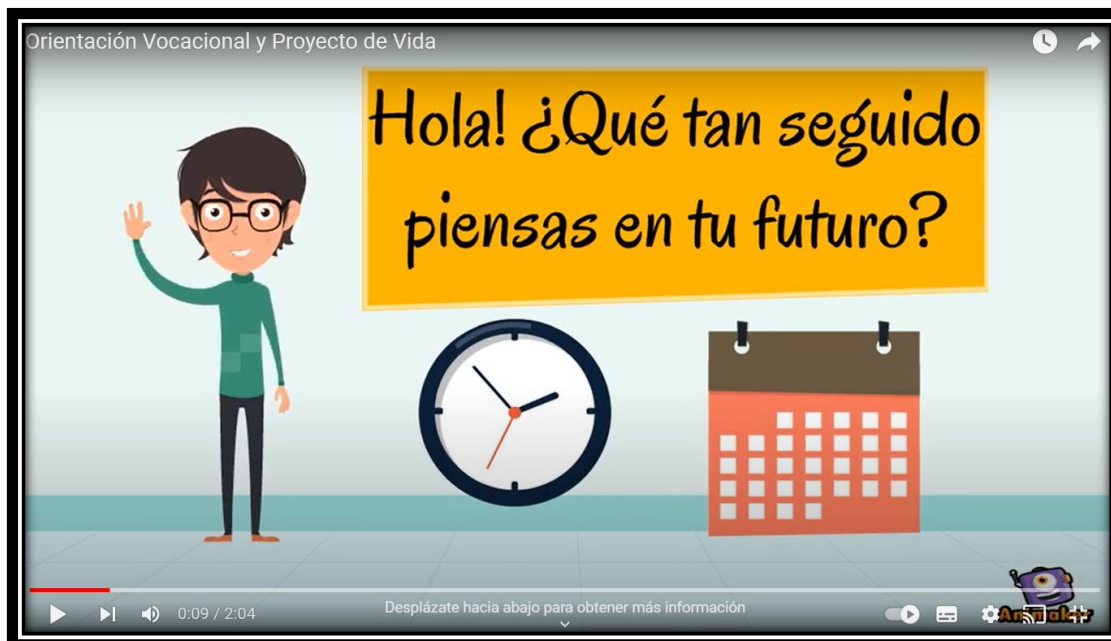 Orientación Vocacional y Proyecto de Vida
Hola! ¿Qué tan seguido
piensas en tu futuro?
0:09 / 2:04
Desplázate hacia abajo para obtener más información
Animaker